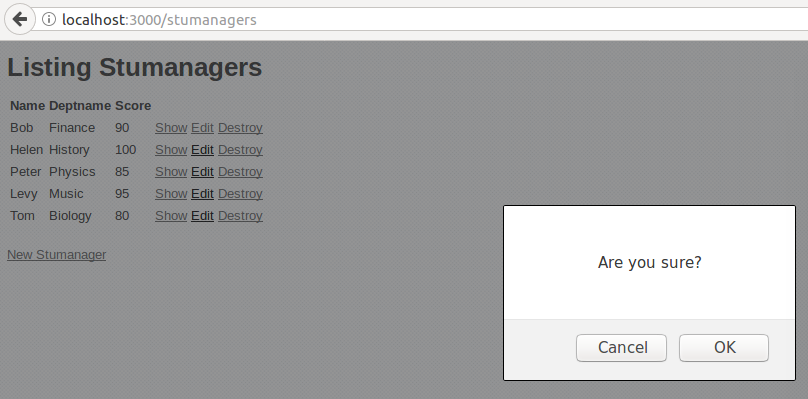 localhost:3000/stumanagers
Listing Stumanagers
Name Deptname Score
Bob Finance 90 Show Edit Destroy
Helen History 100 Show Edit Destroy
Peter Physics 85 Show Edit Destroy
Levy Music 95 Show Edit Destroy
Tom Biology 80 Show Edit Destroy
New Stumanager
Are you sure?
Cancel OK